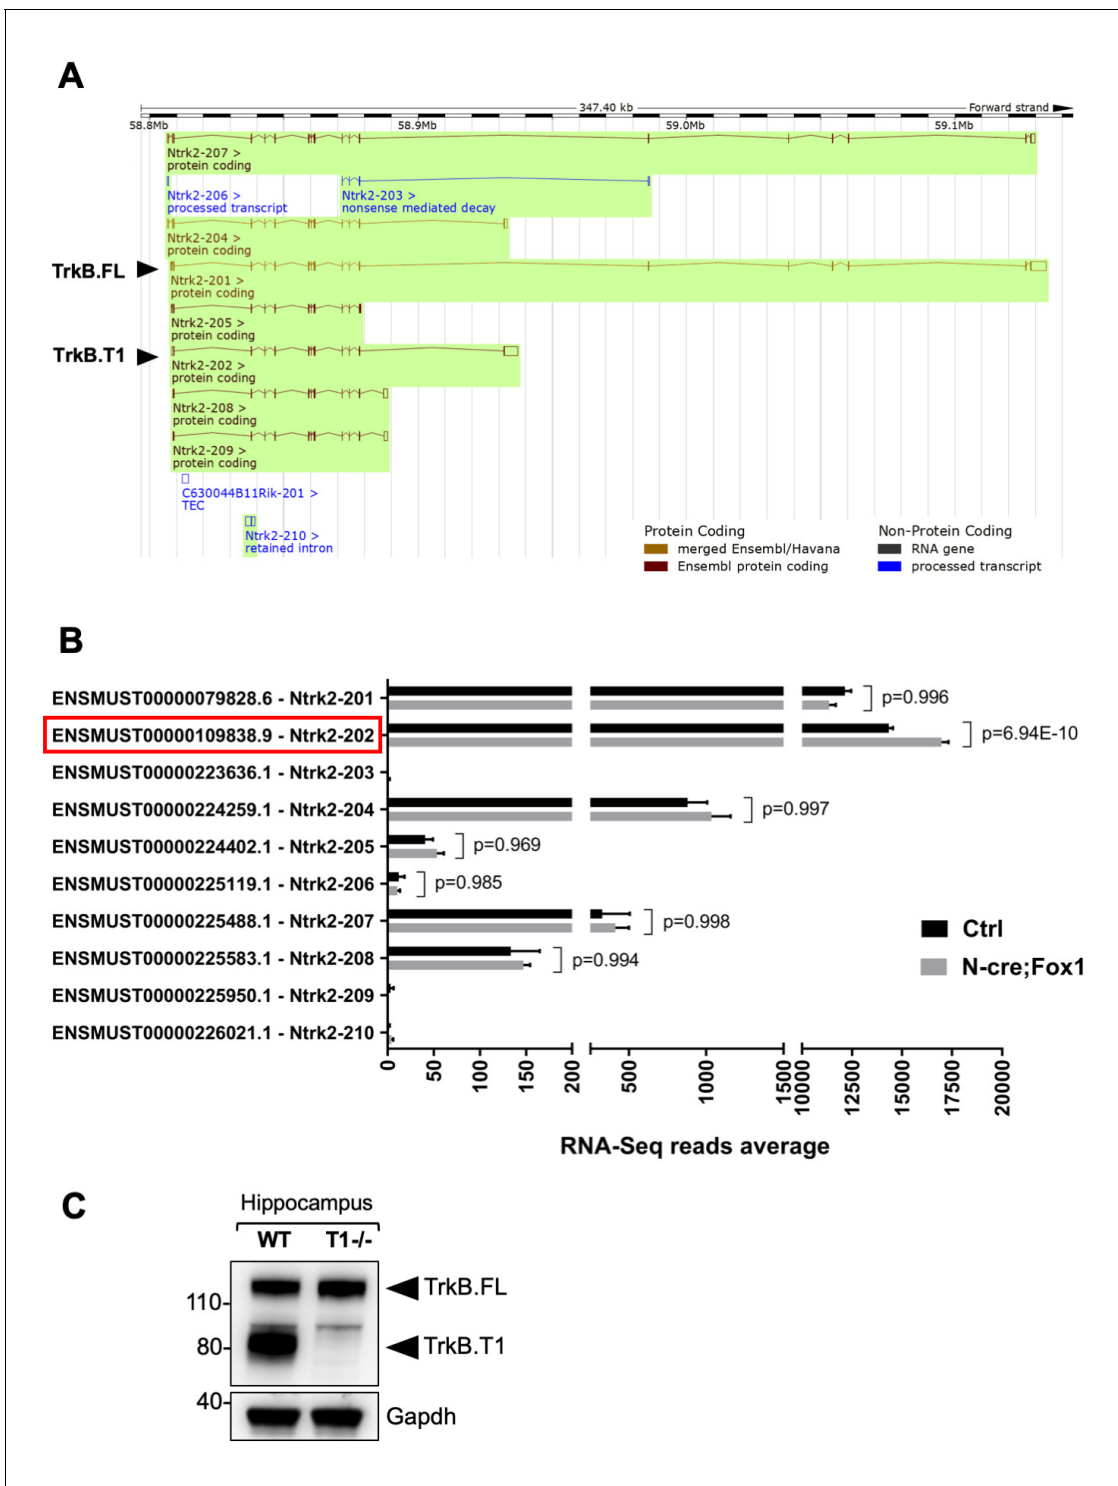 A
347.40 kb
Forward strand
58.8Mb
58.9Mb
59.0Mb
59.1Mb
Ntrk2-207 >
protein coding
Ntrk2-206 >
processed transcript
Ntrk2-203 >
nonsense mediated decay
Ntrk2-204 >
protein coding
TrkB.FL
Ntrk2-201 >
protein coding
Ntrk2-205 >
protein coding
TrkB.T1
Ntrk2-202 >
protein coding
Ntrk2-208 >
protein coding
Ntrk2-209 >
protein coding
C630044B11Rik-201 >
TEC
Ntrk2-210 >
retained intron
Protein Coding
merged Ensembl/Havana
Ensembl protein coding
Non-Protein Coding
RNA gene
processed transcript
B
ENSMUST00000079828.6 - Ntrk2-201
p=0.996
ENSMUST00000109838.9 - Ntrk2-202
p=6.94E-10
ENSMUST00000223636.1 - Ntrk2-203
ENSMUST00000224259.1 - Ntrk2-204
p=0.997
ENSMUST00000224402.1 - Ntrk2-205
p=0.969
ENSMUST00000225119.1 - Ntrk2-206
p=0.985
ENSMUST00000225488.1 - Ntrk2-207
p=0.998
ENSMUST00000225583.1 - Ntrk2-208
p=0.994
ENSMUST00000225950.1 - Ntrk2-209
ENSMUST00000226021.1 - Ntrk2-210
Ctrl
N-cre;Fox1
0
50
100
150
200
500
1000
1500
10000
12500
15000
17500
20000
RNA-Seq reads average
C
Hippocampus
WT
T1-/-
110-
TrkB.FL
80-
TrkB.T1
40-
Gapdh